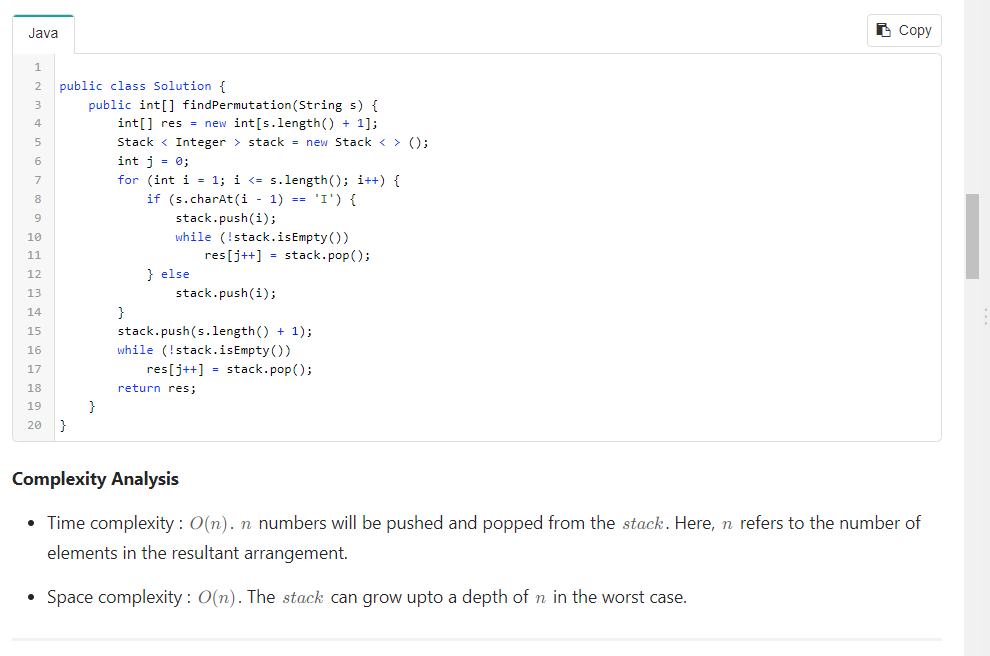 Java
Copy
1
2 public class Solution {
3 public int[] findPermutation(String s) {
4 int[] res = new int[s.length() + 1];
5 Stack < Integer > stack = new Stack < > ();
6 int j = 0;
7 for (int i = 1; i <= s.length(); i++) {
8 if (s.charAt(i - 1) == 'I') {
9 stack.push(i);
10 while (!stack.isEmpty())
11 res[j++] = stack.pop();
12 } else
13 stack.push(i);
14 }
15 stack.push(s.length() + 1);
16 while (!stack.isEmpty())
17 res[j++] = stack.pop();
18 return res;
19 }
20 }
Complexity Analysis
• Time complexity : O(n). n numbers will be pushed and popped from the stack. Here, n refers to the number of
elements in the resultant arrangement.
• Space complexity : O(n). The stack can grow upto a depth of n in the worst case.